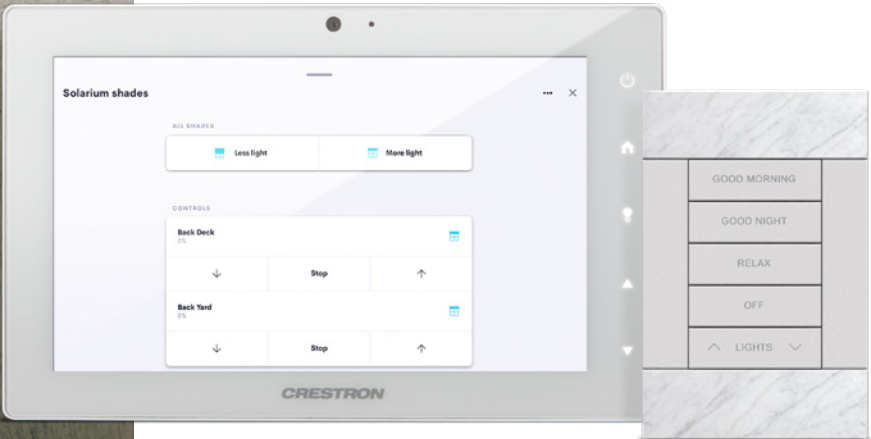 Solarium shades
ALL SHADES
Less light
More light
CONTROLS
Back Deck
0%
Stop
Back Yard
0%
Stop
CRESTRON
GOOD MORNING
GOOD NIGHT
RELAX
OFF
LIGHTS